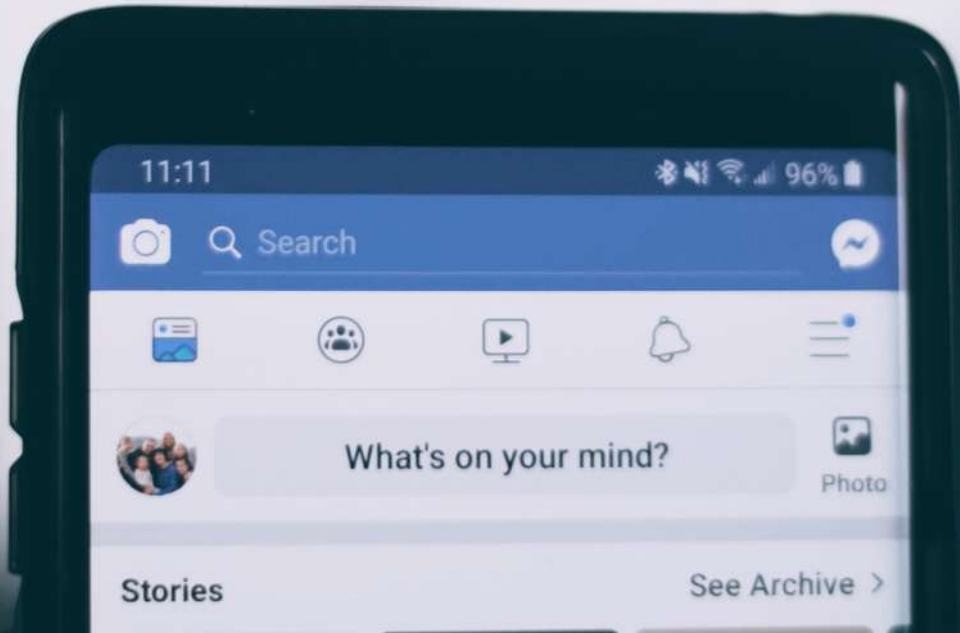 11:11 96%
Search
What's on your mind?
Photo
Stories See Archive >